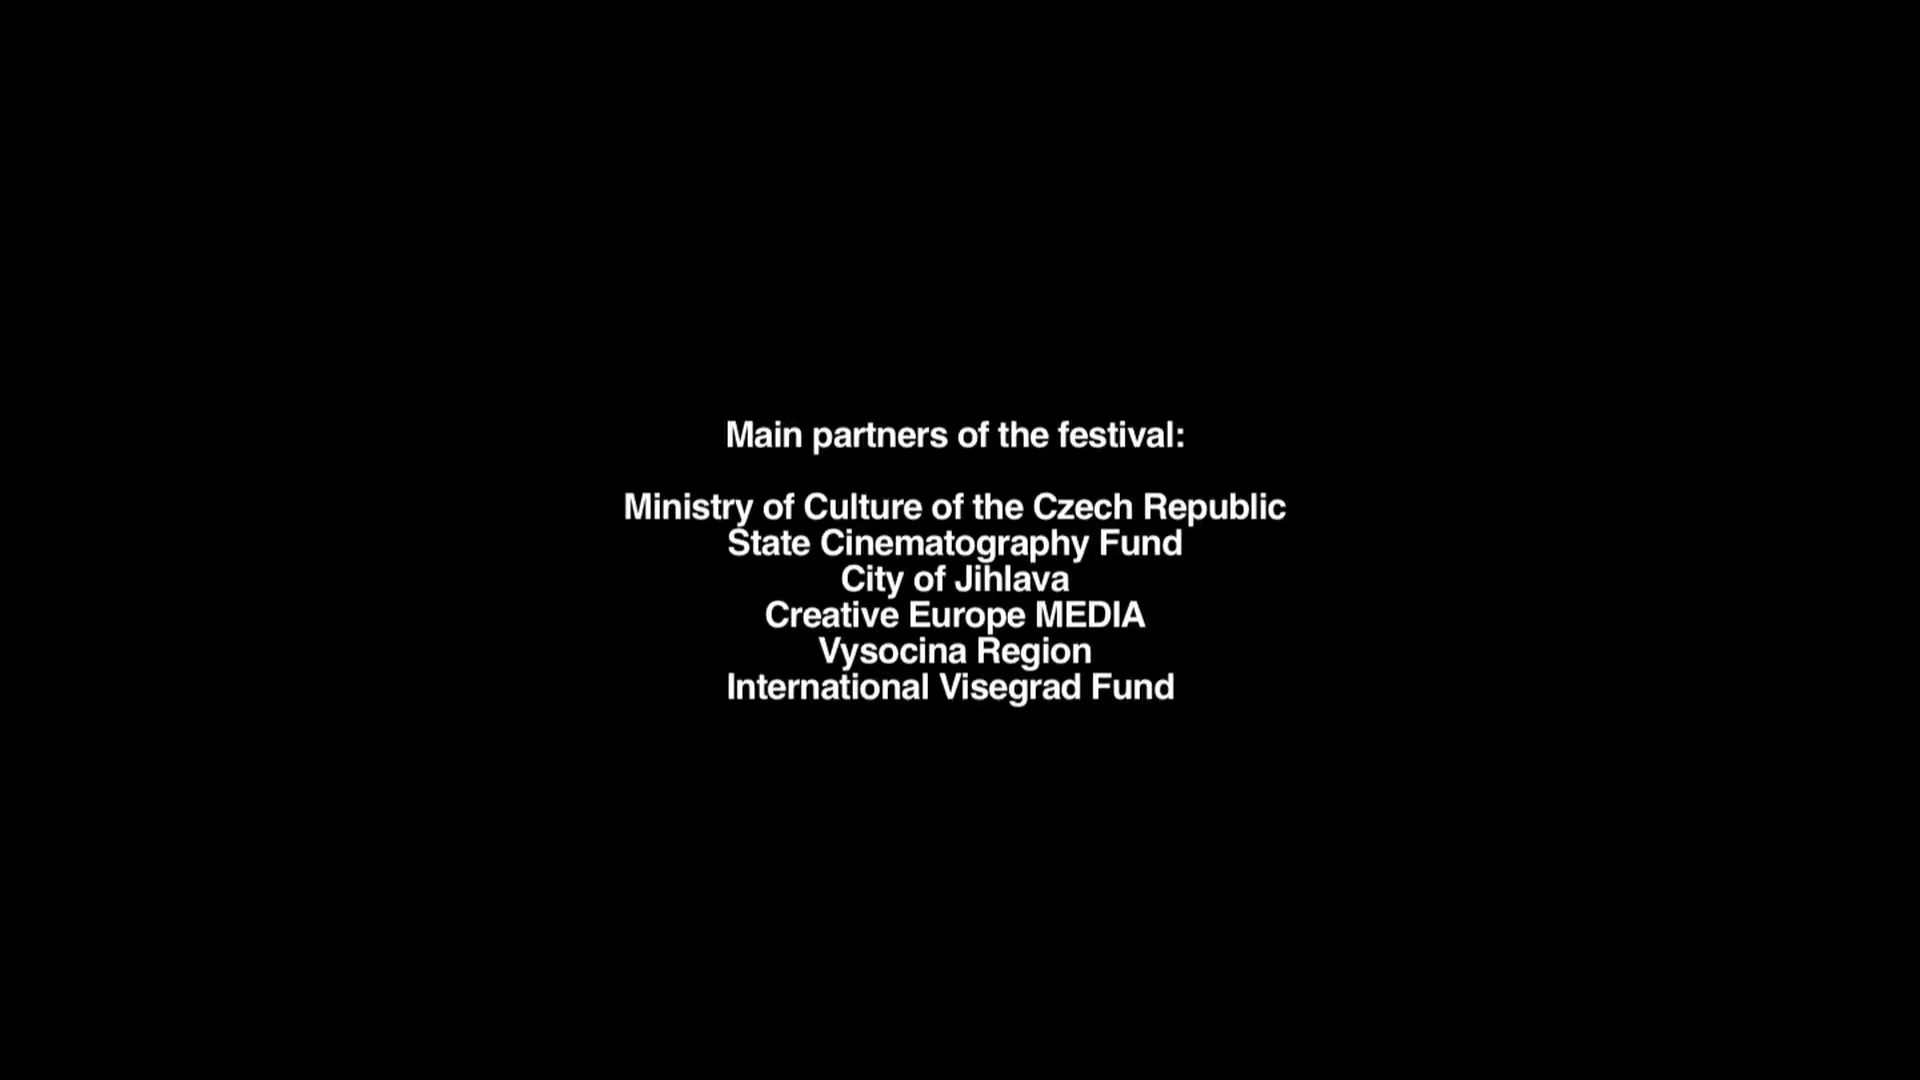 Main partners of the festival:
Ministry of Culture of the Czech Republic
State Cinematography Fund
City of Jihlava
Creative Europe MEDIA
Vysocina Region
International Visegrad Fund